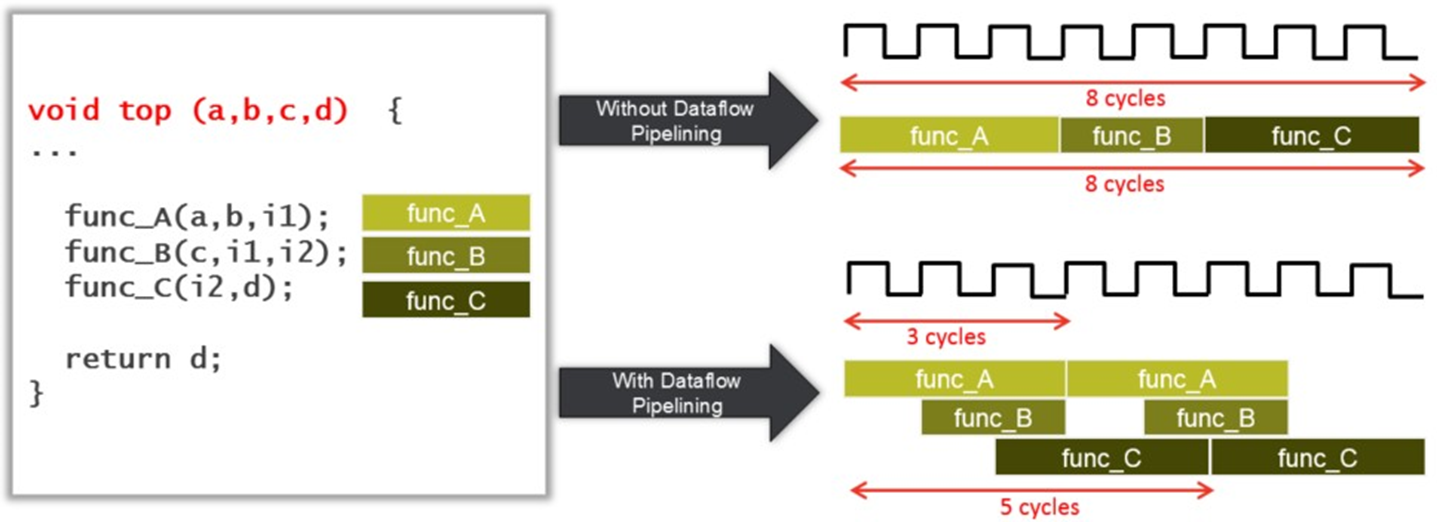 void top (a,b,c,d) {
...
func_A(a,b,i1);
func_B(c,i1,i2);
func_C(i2,d);
return d;
}
func_A
func_B
func_C
Without Dataflow
Pipelining
8 cycles
func_A func_B func_C
8 cycles
With Dataflow
Pipelining
3 cycles
func_A func_A
func_B func_B
func_C func_C
5 cycles